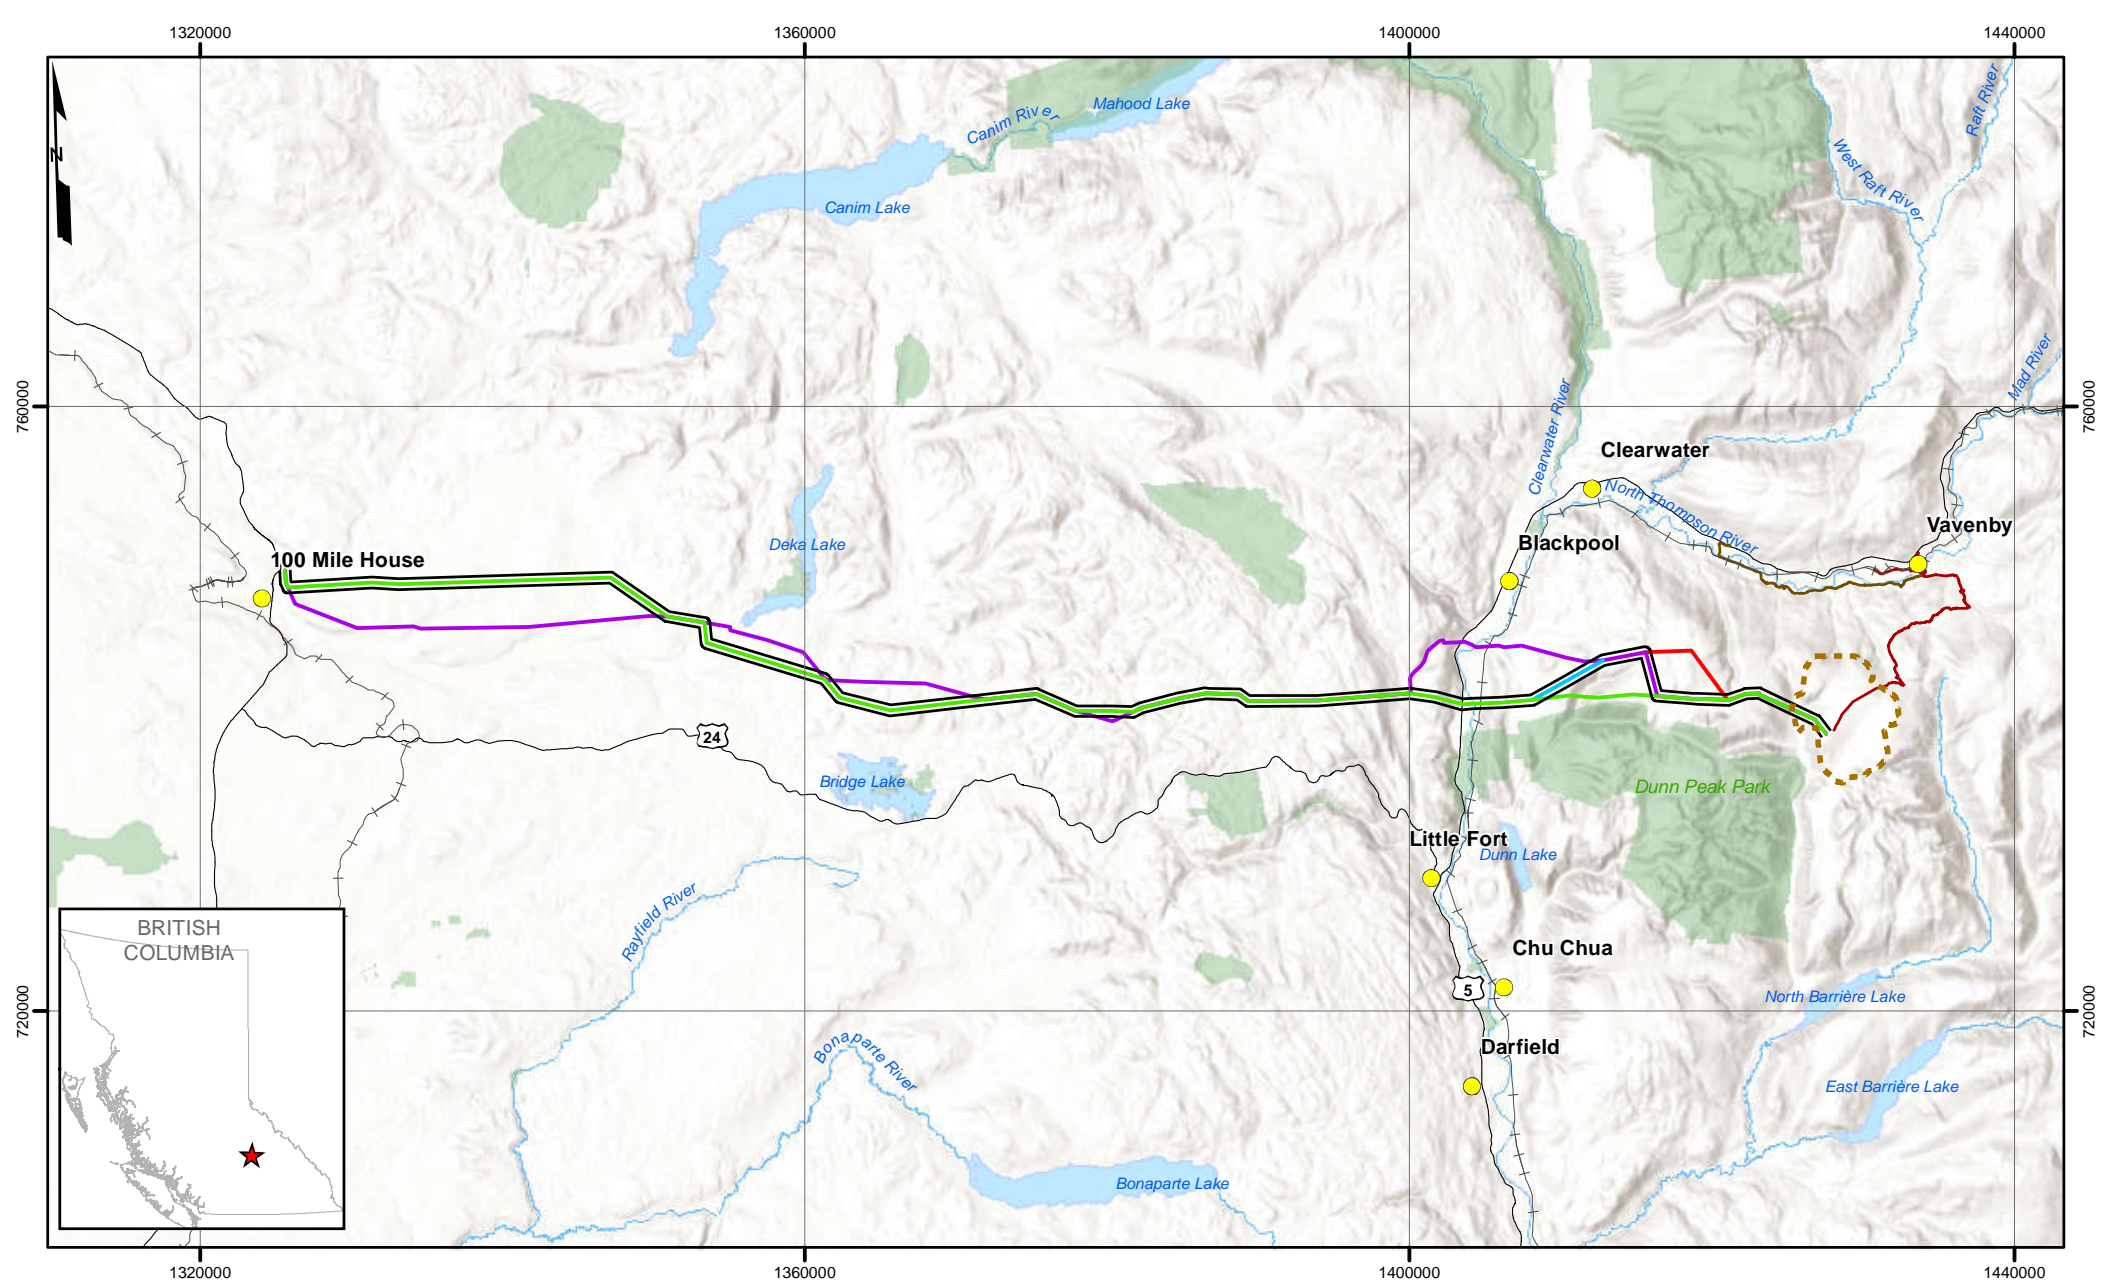 1320000
1360000
1400000
1440000
N
Mahood Lake
Canim River
Raft River
West Raft River
Canim Lake
Mad River
760000
760000
Clearwater River
Clearwater
North Thompson River
Vavenby
Deka Lake
Blackpool
100 Mile House
24
Bridge Lake
Dunn Peak Park
Little Fort
Dunn Lake
Rayfield River
BRITISH
COLUMBIA
Chu Chua
5
North Barrière Lake
720000
720000
Bonaparte River
Darfield
East Barrière Lake
Bonaparte Lake
1320000
1360000
1400000
1440000